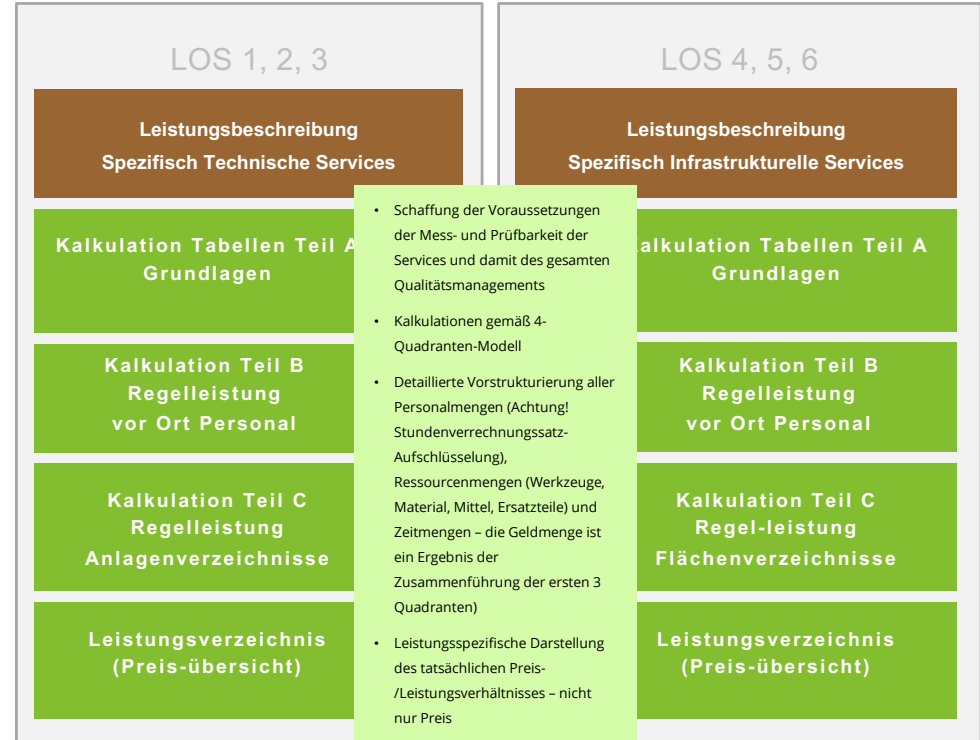 LOS 1, 2, 3
Leistungsbeschreibung
Spezifisch Technische Services
Kalkulation Tabellen Teil A
Grundlagen
Kalkulation Teil B
Regelleistung
vor Ort Personal
Kalkulation Teil C
Regelleistung
Anlagenverzeichnisse
Leistungsverzeichnis
(Preis-übersicht)
• Schaffung der Voraussetzungen
der Mess- und Prüfbarkeit der
Services und damit des gesamten
Qualitätsmanagements
• Kalkulationen gemäß 4-
Quadranten-Modell
• Detaillierte Vorstrukturierung aller
Personalmengen (Achtung!
Stundenverrechnungssatz-
Aufschlüsselung),
Ressourcenmengen (Werkzeuge,
Material, Mittel, Ersatzteile) und
Zeitmengen – die Geldmenge ist
ein Ergebnis der
Zusammenführung der ersten 3
Quadranten)
• Leistungsspezifische Darstellung
des tatsächlichen Preis-
/Leistungsverhältnisses – nicht
nur Preis
LOS 4, 5, 6
Leistungsbeschreibung
Spezifisch Infrastrukturelle Services
alkulation Tabellen Teil A
Grundlagen
Kalkulation Teil B
Regelleistung
vor Ort Personal
Kalkulation Teil C
Regel-leistung
Flächenverzeichnisse
Leistungsverzeichnis
(Preis-übersicht)